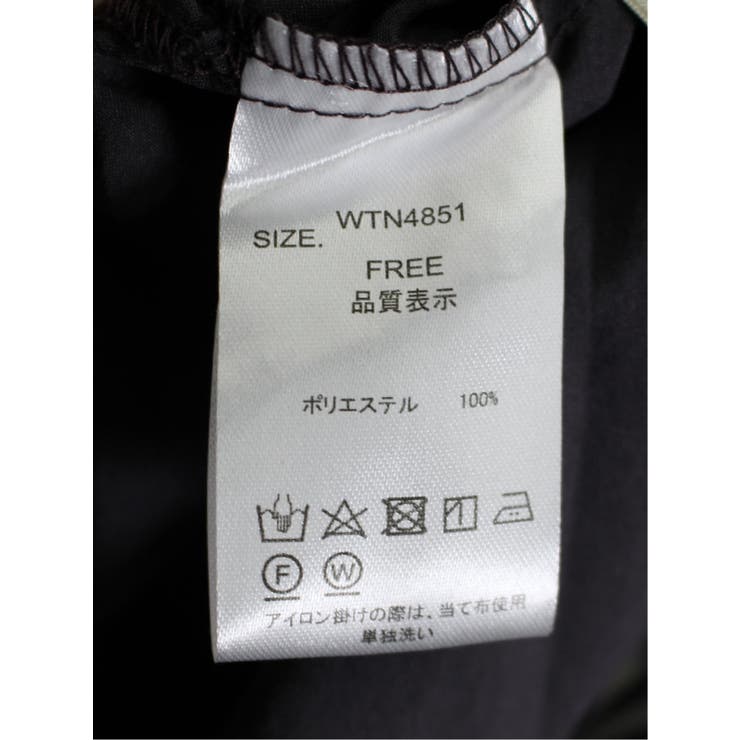 WTN4851
SIZE.
FREE
品質表示
ポリエステル 100%
F W
アイロン掛けの際は、当て布使用
単独洗い